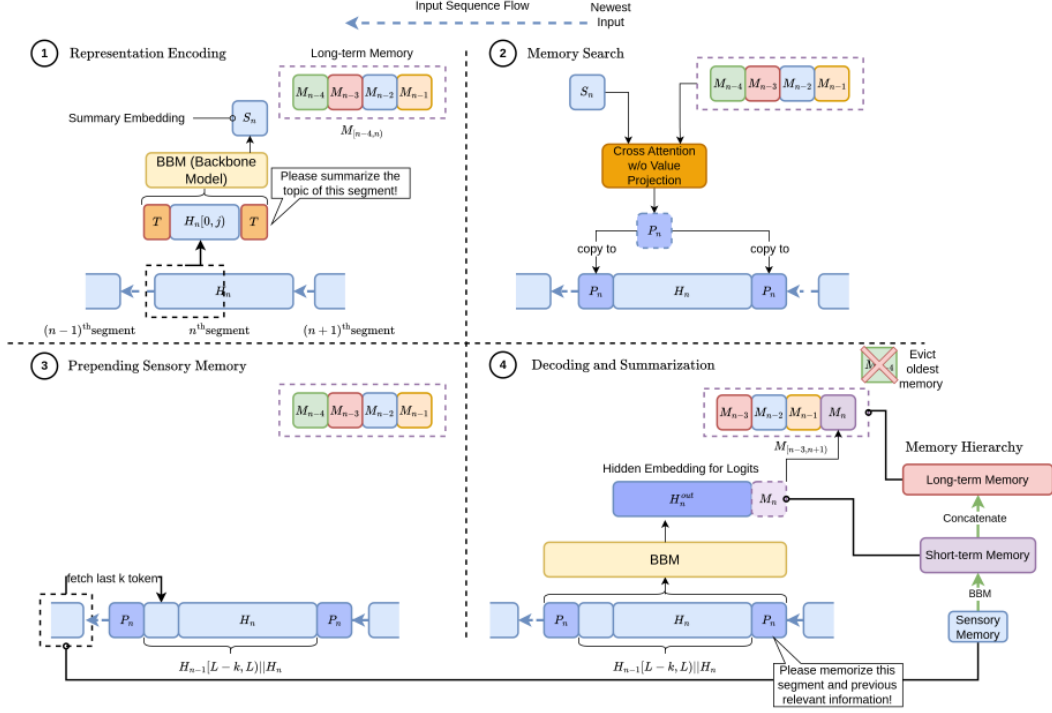 Input Sequence Flow
Newest
Input
1 Representation Encoding
Long-term Memory
M_{n-4} M_{n-3} M_{n-2} M_{n-1}
M_{[n-4,n)}
Summary Embedding
S_n
BBM (Backbone
Model)
Please summarize the
topic of this segment!
T H_n[0, j) T
H_n
(n − 1)^{th}segment n^{th}segment (n + 1)^{th}segment
2 Memory Search
S_n
M_{n-4} M_{n-3} M_{n-2} M_{n-1}
Cross Attention
w/o Value
Projection
P_n
copy to copy to
P_n H_n P_n
3 Prepending Sensory Memory
M_{n-4} M_{n-3} M_{n-2} M_{n-1}
fetch last k token
P_n H_n P_n
H_{n-1}[L − k, L)||H_n
4 Decoding and Summarization
Evict
oldest
memory
M_{n-3} M_{n-2} M_{n-1} M_n
M_{[n-3,n+1)}
Hidden Embedding for Logits
H_n^{out} M_n
BBM
P_n H_n P_n
H_{n-1}[L − k, L)||H_n
Please memorize this
segment and previous
relevant information!
Memory Hierarchy
Long-term Memory
Concatenate
Short-term Memory
BBM
Sensory
Memory